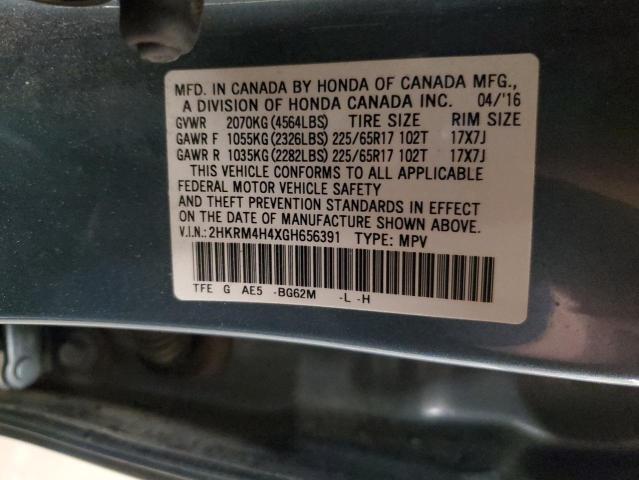 MFD. IN CANADA BY HONDA OF CANADA MFG.,
A DIVISION OF HONDA CANADA INC. 04/'16
GVWR 2070KG(4564LBS) TIRE SIZE RIM SIZE
GAWR F 1055KG(2326LBS)225/65R17 102T 17X7J
GAWR R 1035KG(2282LBS)225/65R17 102T 17X7J
THIS VEHICLE CONFORMS TO ALL APPLICABLE
FEDERAL MOTOR VEHICLE SAFETY
AND THEFT PREVENTION STANDARDS IN EFFECT
ON THE DATE OF MANUFACTURE SHOWN ABOVE.
V.I.N.:2HKRM4H4XGH656391 TYPE: MPV
TFE G AE5 -BG62M -L -H